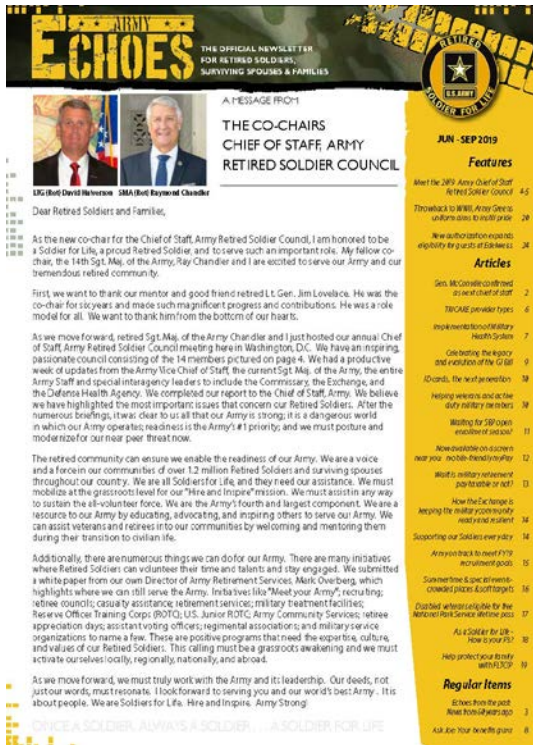 ARMY
ECHOES
THE OFFICIAL NEWSLETTER
FOR RETIRED SOLDIERS,
SURVIVING SPOUSES & FAMILIES
RETIRED
U.S. ARMY
SOLDIER FOR LIFE
A MESSAGE FROM
THE CO-CHAIRS
CHIEF OF STAFF, ARMY
RETIRED SOLDIER COUNCIL
LTG (Ret) David Halverson SMA (Ret) Raymond Chandler
Dear Retired Soldiers and Families,
As the new co-chair for the Chief of Staff, Army Retired Soldier Council, I am honored to be
a Soldier for Life, a proud Retired Soldier, and to serve such an important role. My fellow co-
chair, the 14th Sgt. Maj. of the Army, Ray Chandler and I are excited to serve our Army and our
tremendous retired community.
First, we want to thank our mentor and good friend retired Lt. Gen. Jim Lovelace. He was the
co-chair for six years and made such magnificent progress and contributions. He was a role
model for all. We want to thank him from the bottom of our hearts.
As we move forward, retired Sgt. Maj. of the Army Chandler and I just hosted our annual Chief
of Staff, Army Retired Soldier Council meeting here in Washington, D.C. We have an inspiring,
passionate council consisting of the 14 members pictured on page 4. We had a productive
week of updates from the Army Vice Chief of Staff, the current Sgt. Maj. of the Army, the entire
Army Staff and special interagency leaders to include the Commissary, the Exchange, and
the Defense Health Agency. We completed our report to the Chief of Staff, Army. We believe
we have highlighted the most important issues that concern our Retired Soldiers. After the
numerous briefings, it was clear to us all that our Army is strong; it is a dangerous world
in which our Army operates; readiness is the Army's #1 priority; and we must posture and
modernize for our near peer threat now.
The retired community can ensure we enable the readiness of our Army. We are a voice
and a force in our communities of over 1.2 million Retired Soldiers and surviving spouses
throughout our country. We are all Soldiers for Life, and they need our assistance. We must
mobilize at the grassroots level for our "Hire and Inspire" mission. We must assist in any way
to sustain the all-volunteer force. We are the Army's fourth and largest component. We are a
resource to our Army by educating, advocating, and inspiring others to serve our Army. We
can assist veterans and retirees into our communities by welcoming and mentoring them
during their transition to civilian life.
Additionally, there are numerous things we can do for our Army. There are many initiatives
where Retired Soldiers can volunteer their time and talents and stay engaged. We submitted
a white paper from our own Director of Army Retirement Services, Mark Overberg, which
highlights where we can still serve the Army. Initiatives like "Meet your Army"; recruiting;
retiree councils; casualty assistance; retirement services; military treatment facilities;
Reserve Officer Training Corps (ROTC); U.S. Junior ROTC; Army Community Services; retiree
appreciation days; assistant voting officers; regimental associations; and military service
organizations to name a few. These are positive programs that need the expertise, culture,
and values of our Retired Soldiers. This calling must be a grassroots awakening and we must
activate ourselves locally, regionally, nationally, and abroad.
As we move forward, we must truly work with the Army and its leadership. Our deeds, not
just our words, must resonate. I look forward to serving you and our world's best Army. It is
about people. We are Soldiers for Life. Hire and Inspire. Army Strong!
ONCE A SOLDIER, ALWAYS A SOLDIER . . . A SOLDIER FOR LIFE
JUN - SEP 2019
Features
Meet the 2019 Army Chief of Staff
Retired Soldier Council 4-5
Throwback to WWII, Army Greens
uniform aims to instill pride 20
New authorization expands
eligibility for guests at Edelweiss 24
Articles
Gen. McConville confirmed
as next chief of staff 2
TRICARE provider types 6
Implementation of Military
Health System 7
Celebrating the legacy
and evolution of the GI Bill 9
ID cards, the next generation 10
Helping veterans and active
duty military members 10
Waiting for SBP open
enrollment season? 11
Now available on a screen
near you mobile-friendly myPay 12
Wait! Is military retirement
pay taxable or not? 13
How the Exchange is
keeping the military community
ready and resilient 14
Supporting our Soldiers every day 14
Army on track to meet FY19
recruitment goals 15
Summertime & special events-
crowded places & soft targets 16
Disabled veterans eligible for free
National Park Service lifetime pass 17
As a Soldier for Life -
How is your PS? 18
Help protect your family
with FLTCIP 19
Regular Items
Echoes from the past:
News from 60 years ago 3
Ask Joe: Your benefits guru 8